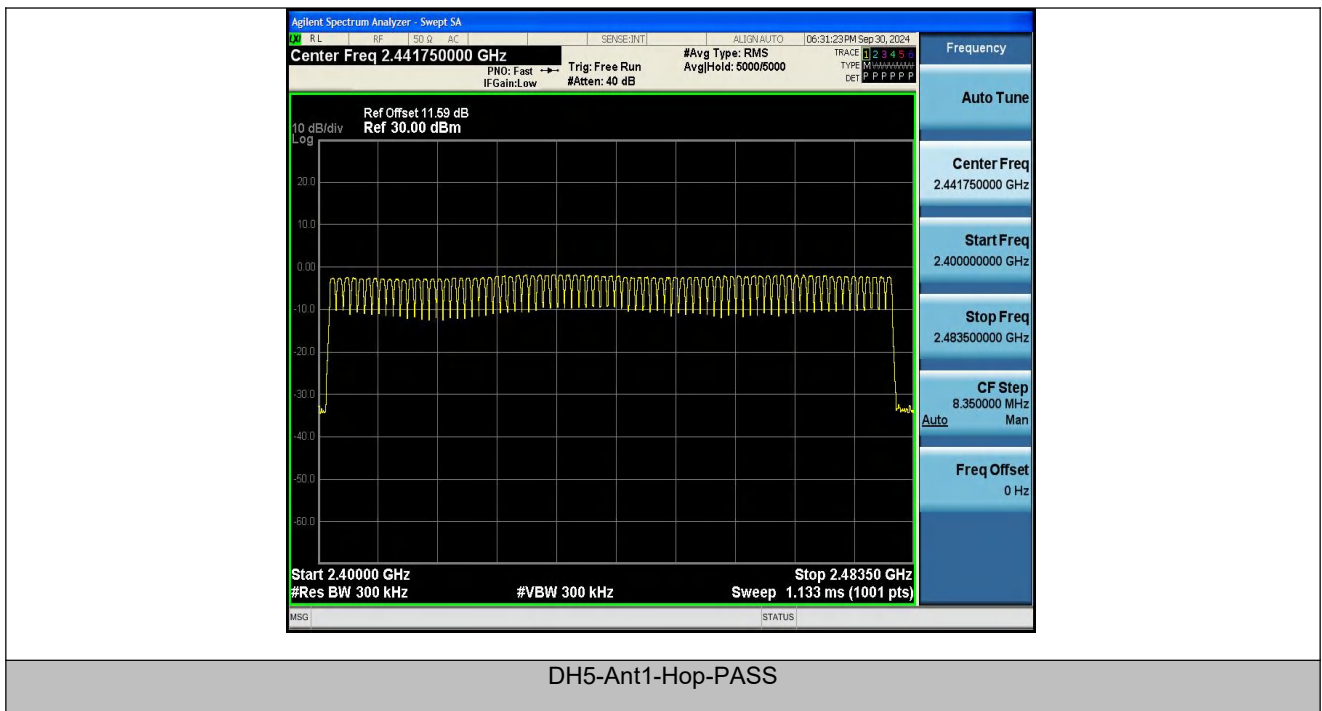 Agilent Spectrum Analyzer - Swept SA
LXI RL RF 50 Ω AC SENSE:INT ALIGN AUTO 06:31:23 PM Sep 30, 2024
Center Freq 2.441750000 GHz
PNO: Fast
IFGain:Low
Trig: Free Run
#Atten: 40 dB
#Avg Type: RMS
Avg|Hold: 5000/5000
TRACE 1 2 3 4 5 6
TYPE M
DET P P P P P P
Ref Offset 11.59 dB
10 dB/div Ref 30.00 dBm
Log
20.0
10.0
0.00
-10.0
-20.0
-30.0
-40.0
-50.0
-60.0
Start 2.40000 GHz Stop 2.48350 GHz
#Res BW 300 kHz #VBW 300 kHz Sweep 1.133 ms (1001 pts)
MSG STATUS
Frequency
Auto Tune
Center Freq
2.441750000 GHz
Start Freq
2.400000000 GHz
Stop Freq
2.483500000 GHz
CF Step
8.350000 MHz
Auto Man
Freq Offset
0 Hz
DH5-Ant1-Hop-PASS